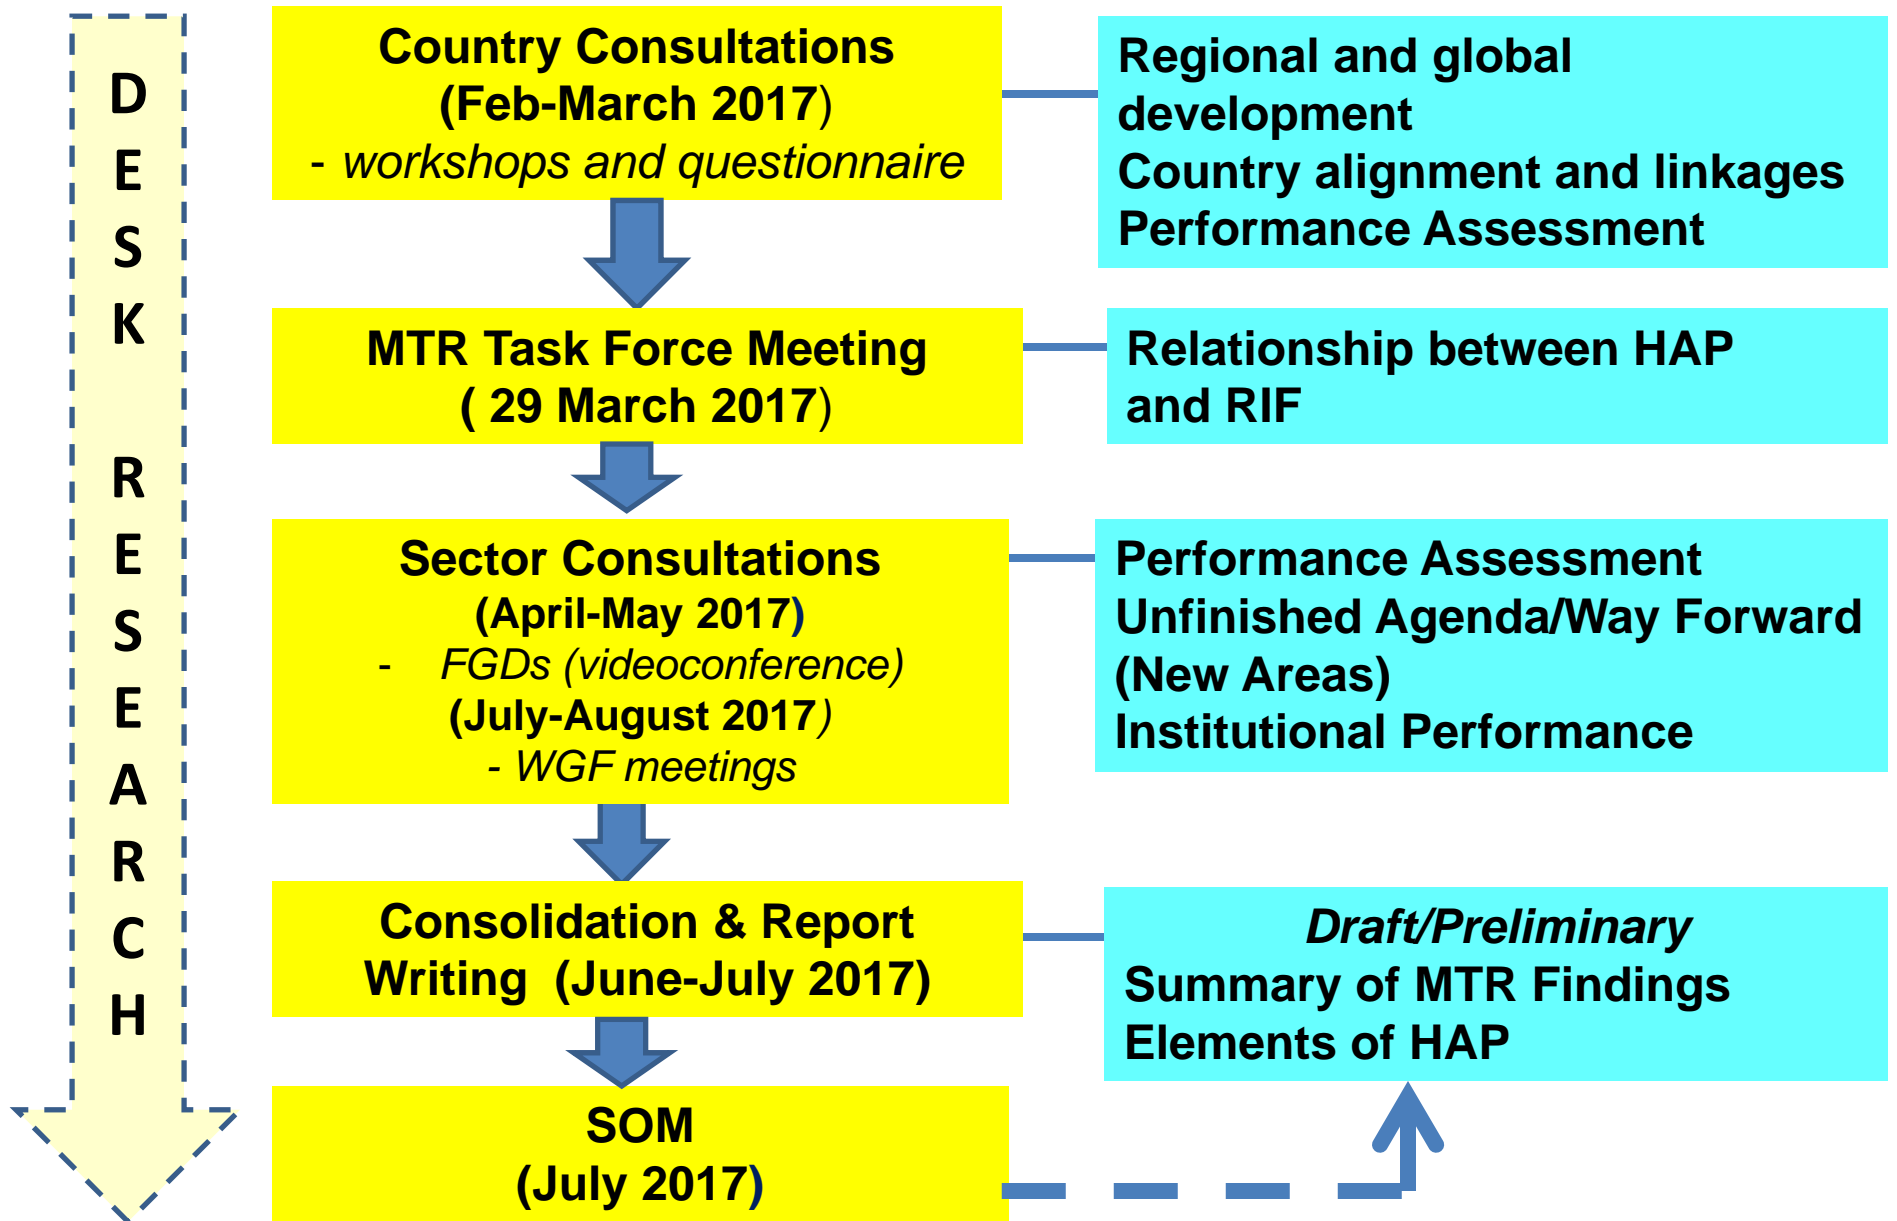 DESK RESEARCH
Country Consultations
(Feb-March 2017)
- workshops and questionnaire
Regional and global
development
Country alignment and linkages
Performance Assessment
MTR Task Force Meeting
( 29 March 2017)
Relationship between HAP
and RIF
Sector Consultations
(April-May 2017)
- FGDs (videoconference)
(July-August 2017)
- WGF meetings
Performance Assessment
Unfinished Agenda/Way Forward
(New Areas)
Institutional Performance
Consolidation & Report
Writing (June-July 2017)
Draft/Preliminary
Summary of MTR Findings
Elements of HAP
SOM
(July 2017)